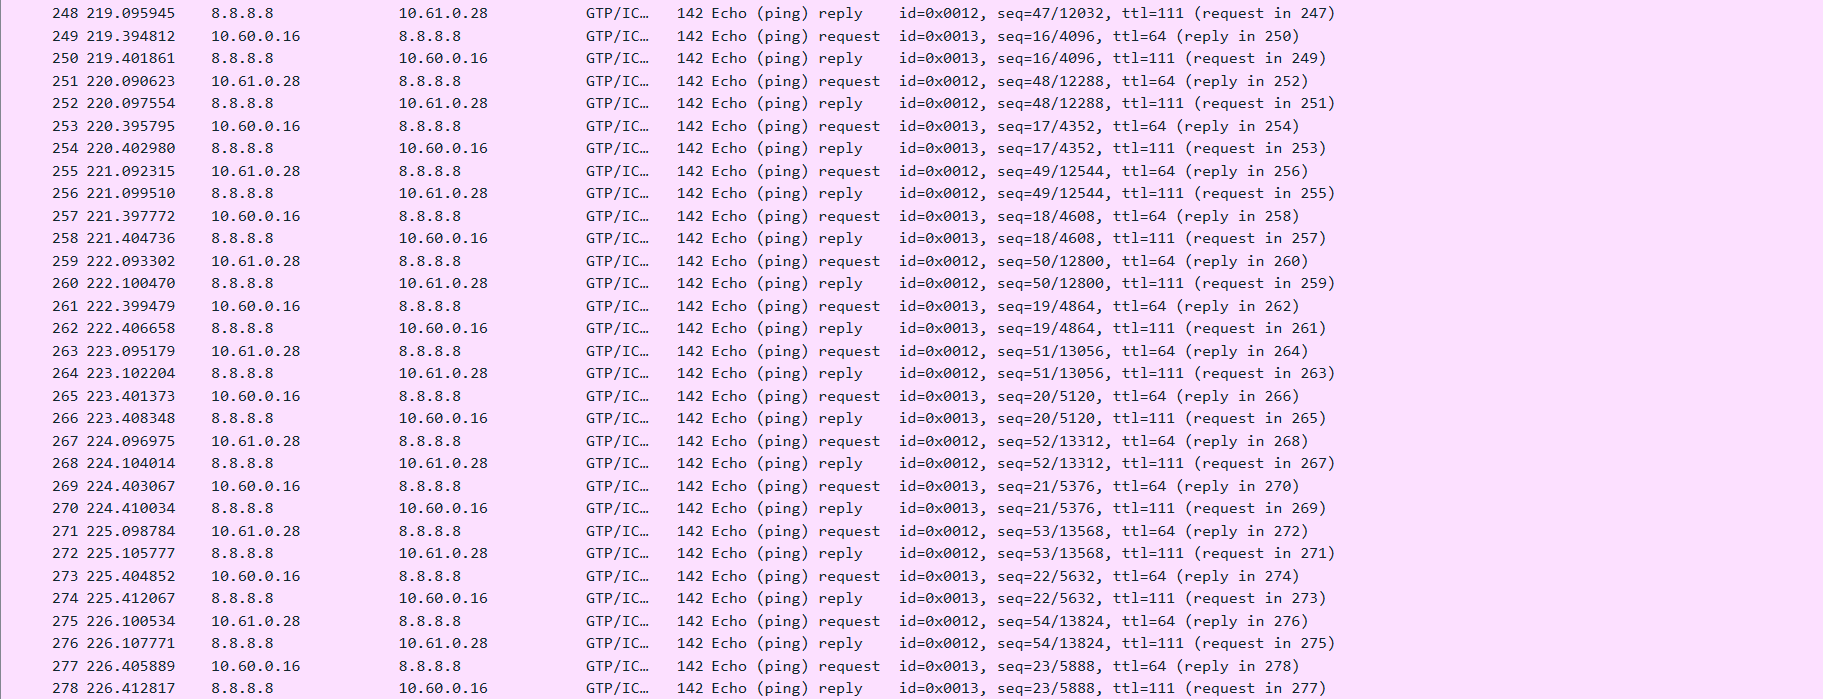 248 219.095945 8.8.8.8 10.61.0.28 GTP/IC… 142 Echo (ping) reply id=0x0012, seq=47/12032, ttl=111 (request in 247)
249 219.394812 10.60.0.16 8.8.8.8 GTP/IC… 142 Echo (ping) request id=0x0013, seq=16/4096, ttl=64 (reply in 250)
250 219.401861 8.8.8.8 10.60.0.16 GTP/IC… 142 Echo (ping) reply id=0x0013, seq=16/4096, ttl=111 (request in 249)
251 220.090623 10.61.0.28 8.8.8.8 GTP/IC… 142 Echo (ping) request id=0x0012, seq=48/12288, ttl=64 (reply in 252)
252 220.097554 8.8.8.8 10.61.0.28 GTP/IC… 142 Echo (ping) reply id=0x0012, seq=48/12288, ttl=111 (request in 251)
253 220.395795 10.60.0.16 8.8.8.8 GTP/IC… 142 Echo (ping) request id=0x0013, seq=17/4352, ttl=64 (reply in 254)
254 220.402980 8.8.8.8 10.60.0.16 GTP/IC… 142 Echo (ping) reply id=0x0013, seq=17/4352, ttl=111 (request in 253)
255 221.092315 10.61.0.28 8.8.8.8 GTP/IC… 142 Echo (ping) request id=0x0012, seq=49/12544, ttl=64 (reply in 256)
256 221.099510 8.8.8.8 10.61.0.28 GTP/IC… 142 Echo (ping) reply id=0x0012, seq=49/12544, ttl=111 (request in 255)
257 221.397772 10.60.0.16 8.8.8.8 GTP/IC… 142 Echo (ping) request id=0x0013, seq=18/4608, ttl=64 (reply in 258)
258 221.404736 8.8.8.8 10.60.0.16 GTP/IC… 142 Echo (ping) reply id=0x0013, seq=18/4608, ttl=111 (request in 257)
259 222.093302 10.61.0.28 8.8.8.8 GTP/IC… 142 Echo (ping) request id=0x0012, seq=50/12800, ttl=64 (reply in 260)
260 222.100470 8.8.8.8 10.61.0.28 GTP/IC… 142 Echo (ping) reply id=0x0012, seq=50/12800, ttl=111 (request in 259)
261 222.399479 10.60.0.16 8.8.8.8 GTP/IC… 142 Echo (ping) request id=0x0013, seq=19/4864, ttl=64 (reply in 262)
262 222.406658 8.8.8.8 10.60.0.16 GTP/IC… 142 Echo (ping) reply id=0x0013, seq=19/4864, ttl=111 (request in 261)
263 223.095179 10.61.0.28 8.8.8.8 GTP/IC… 142 Echo (ping) request id=0x0012, seq=51/13056, ttl=64 (reply in 264)
264 223.102204 8.8.8.8 10.61.0.28 GTP/IC… 142 Echo (ping) reply id=0x0012, seq=51/13056, ttl=111 (request in 263)
265 223.401373 10.60.0.16 8.8.8.8 GTP/IC… 142 Echo (ping) request id=0x0013, seq=20/5120, ttl=64 (reply in 266)
266 223.408348 8.8.8.8 10.60.0.16 GTP/IC… 142 Echo (ping) reply id=0x0013, seq=20/5120, ttl=111 (request in 265)
267 224.096975 10.61.0.28 8.8.8.8 GTP/IC… 142 Echo (ping) request id=0x0012, seq=52/13312, ttl=64 (reply in 268)
268 224.104014 8.8.8.8 10.61.0.28 GTP/IC… 142 Echo (ping) reply id=0x0012, seq=52/13312, ttl=111 (request in 267)
269 224.403067 10.60.0.16 8.8.8.8 GTP/IC… 142 Echo (ping) request id=0x0013, seq=21/5376, ttl=64 (reply in 270)
270 224.410034 8.8.8.8 10.60.0.16 GTP/IC… 142 Echo (ping) reply id=0x0013, seq=21/5376, ttl=111 (request in 269)
271 225.098784 10.61.0.28 8.8.8.8 GTP/IC… 142 Echo (ping) request id=0x0012, seq=53/13568, ttl=64 (reply in 272)
272 225.105777 8.8.8.8 10.61.0.28 GTP/IC… 142 Echo (ping) reply id=0x0012, seq=53/13568, ttl=111 (request in 271)
273 225.404852 10.60.0.16 8.8.8.8 GTP/IC… 142 Echo (ping) request id=0x0013, seq=22/5632, ttl=64 (reply in 274)
274 225.412067 8.8.8.8 10.60.0.16 GTP/IC… 142 Echo (ping) reply id=0x0013, seq=22/5632, ttl=111 (request in 273)
275 226.100534 10.61.0.28 8.8.8.8 GTP/IC… 142 Echo (ping) request id=0x0012, seq=54/13824, ttl=64 (reply in 276)
276 226.107771 8.8.8.8 10.61.0.28 GTP/IC… 142 Echo (ping) reply id=0x0012, seq=54/13824, ttl=111 (request in 275)
277 226.405889 10.60.0.16 8.8.8.8 GTP/IC… 142 Echo (ping) request id=0x0013, seq=23/5888, ttl=64 (reply in 278)
278 226.412817 8.8.8.8 10.60.0.16 GTP/IC… 142 Echo (ping) reply id=0x0013, seq=23/5888, ttl=111 (request in 277)